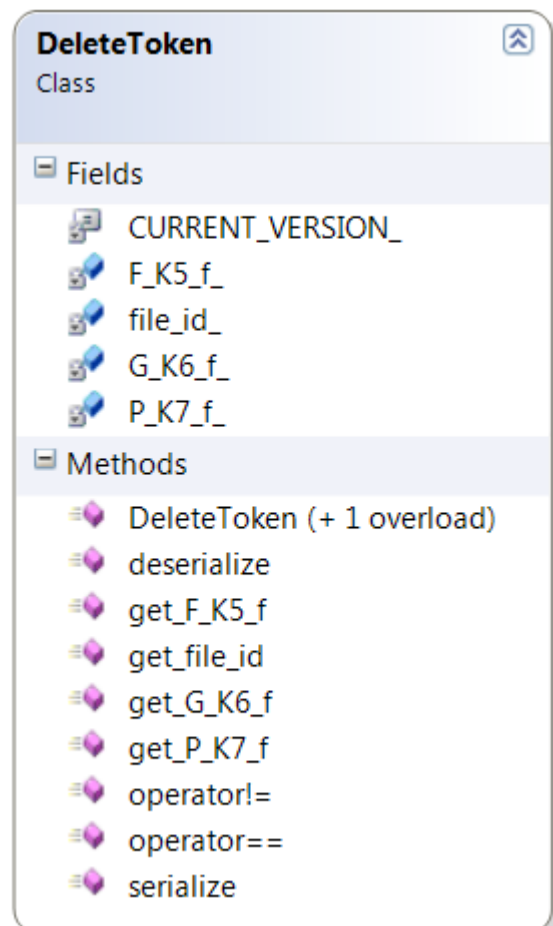 DeleteToken
Class
Fields
CURRENT_VERSION_
F_K5_f_
file_id_
G_K6_f_
P_K7_f_
Methods
DeleteToken (+ 1 overload)
deserialize
get_F_K5_f
get_file_id
get_G_K6_f
get_P_K7_f
operator!=
operator==
serialize